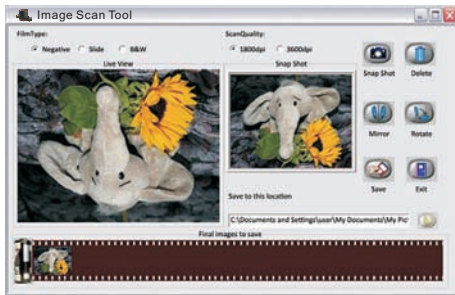 Image Scan Tool
FilmType:
Negative Slide B&W
ScanQuality:
1800dpi 3600dpi
Live View
Snap Shot
Snap Shot Delete
Mirror Rotate
Save to this location
Save Exit
C:\Documents and Settings\user\My Documents\My Pic
Final images to save